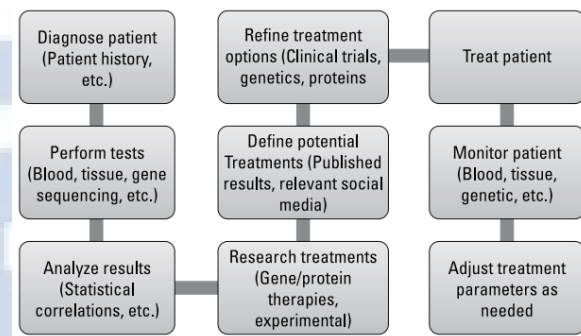 Diagnose patient
(Patient history,
etc.)
Perform tests
(Blood, tissue, gene
sequencing, etc.)
Analyze results
(Statistical
correlations, etc.)
Research treatments
(Gene/protein
therapies,
experimental)
Define potential
Treatments (Published
results, relevant social
media)
Refine treatment
options (Clinical trials,
genetics, proteins
Treat patient
Monitor patient
(Blood, tissue,
genetic, etc.)
Adjust treatment
parameters as
needed